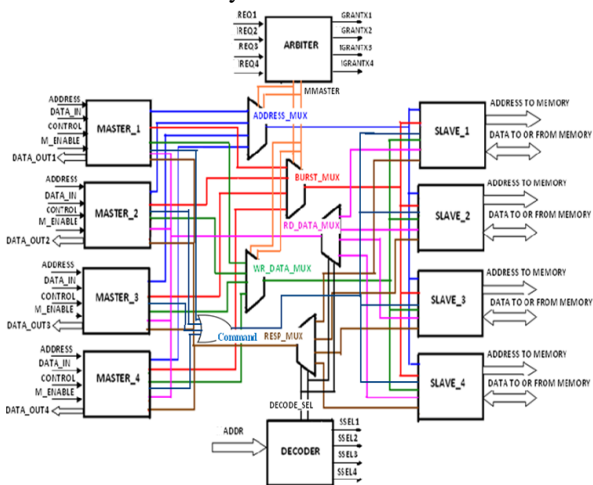 REQ1
REQ2
REQ3
REQ4
ARBITER
GRANTX1
GRANTX2
GRANTX3
GRANTX4
MMASTER
ADDRESS
DATA_IN
CONTROL
M_ENABLE
DATA_OUT1
MASTER_1
ADDRESS_MUX
SLAVE_1
ADDRESS TO MEMORY
DATA TO OR FROM MEMORY
ADDRESS
DATA_IN
CONTROL
M_ENABLE
DATA_OUT2
MASTER_2
BURST_MUX
RD_DATA_MUX
SLAVE_2
ADDRESS TO MEMORY
DATA TO OR FROM MEMORY
ADDRESS
DATA_IN
CONTROL
M_ENABLE
DATA_OUT3
MASTER_3
WR_DATA_MUX
SLAVE_3
ADDRESS TO MEMORY
DATA TO OR FROM MEMORY
Command
RESP_MUX
ADDRESS
DATA_IN
CONTROL
M_ENABLE
DATA_OUT4
MASTER_4
SLAVE_4
ADDRESS TO MEMORY
DATA TO OR FROM MEMORY
DECODE_SEL
ADDR
DECODER
SSEL1
SSEL2
SSEL3
SSEL4